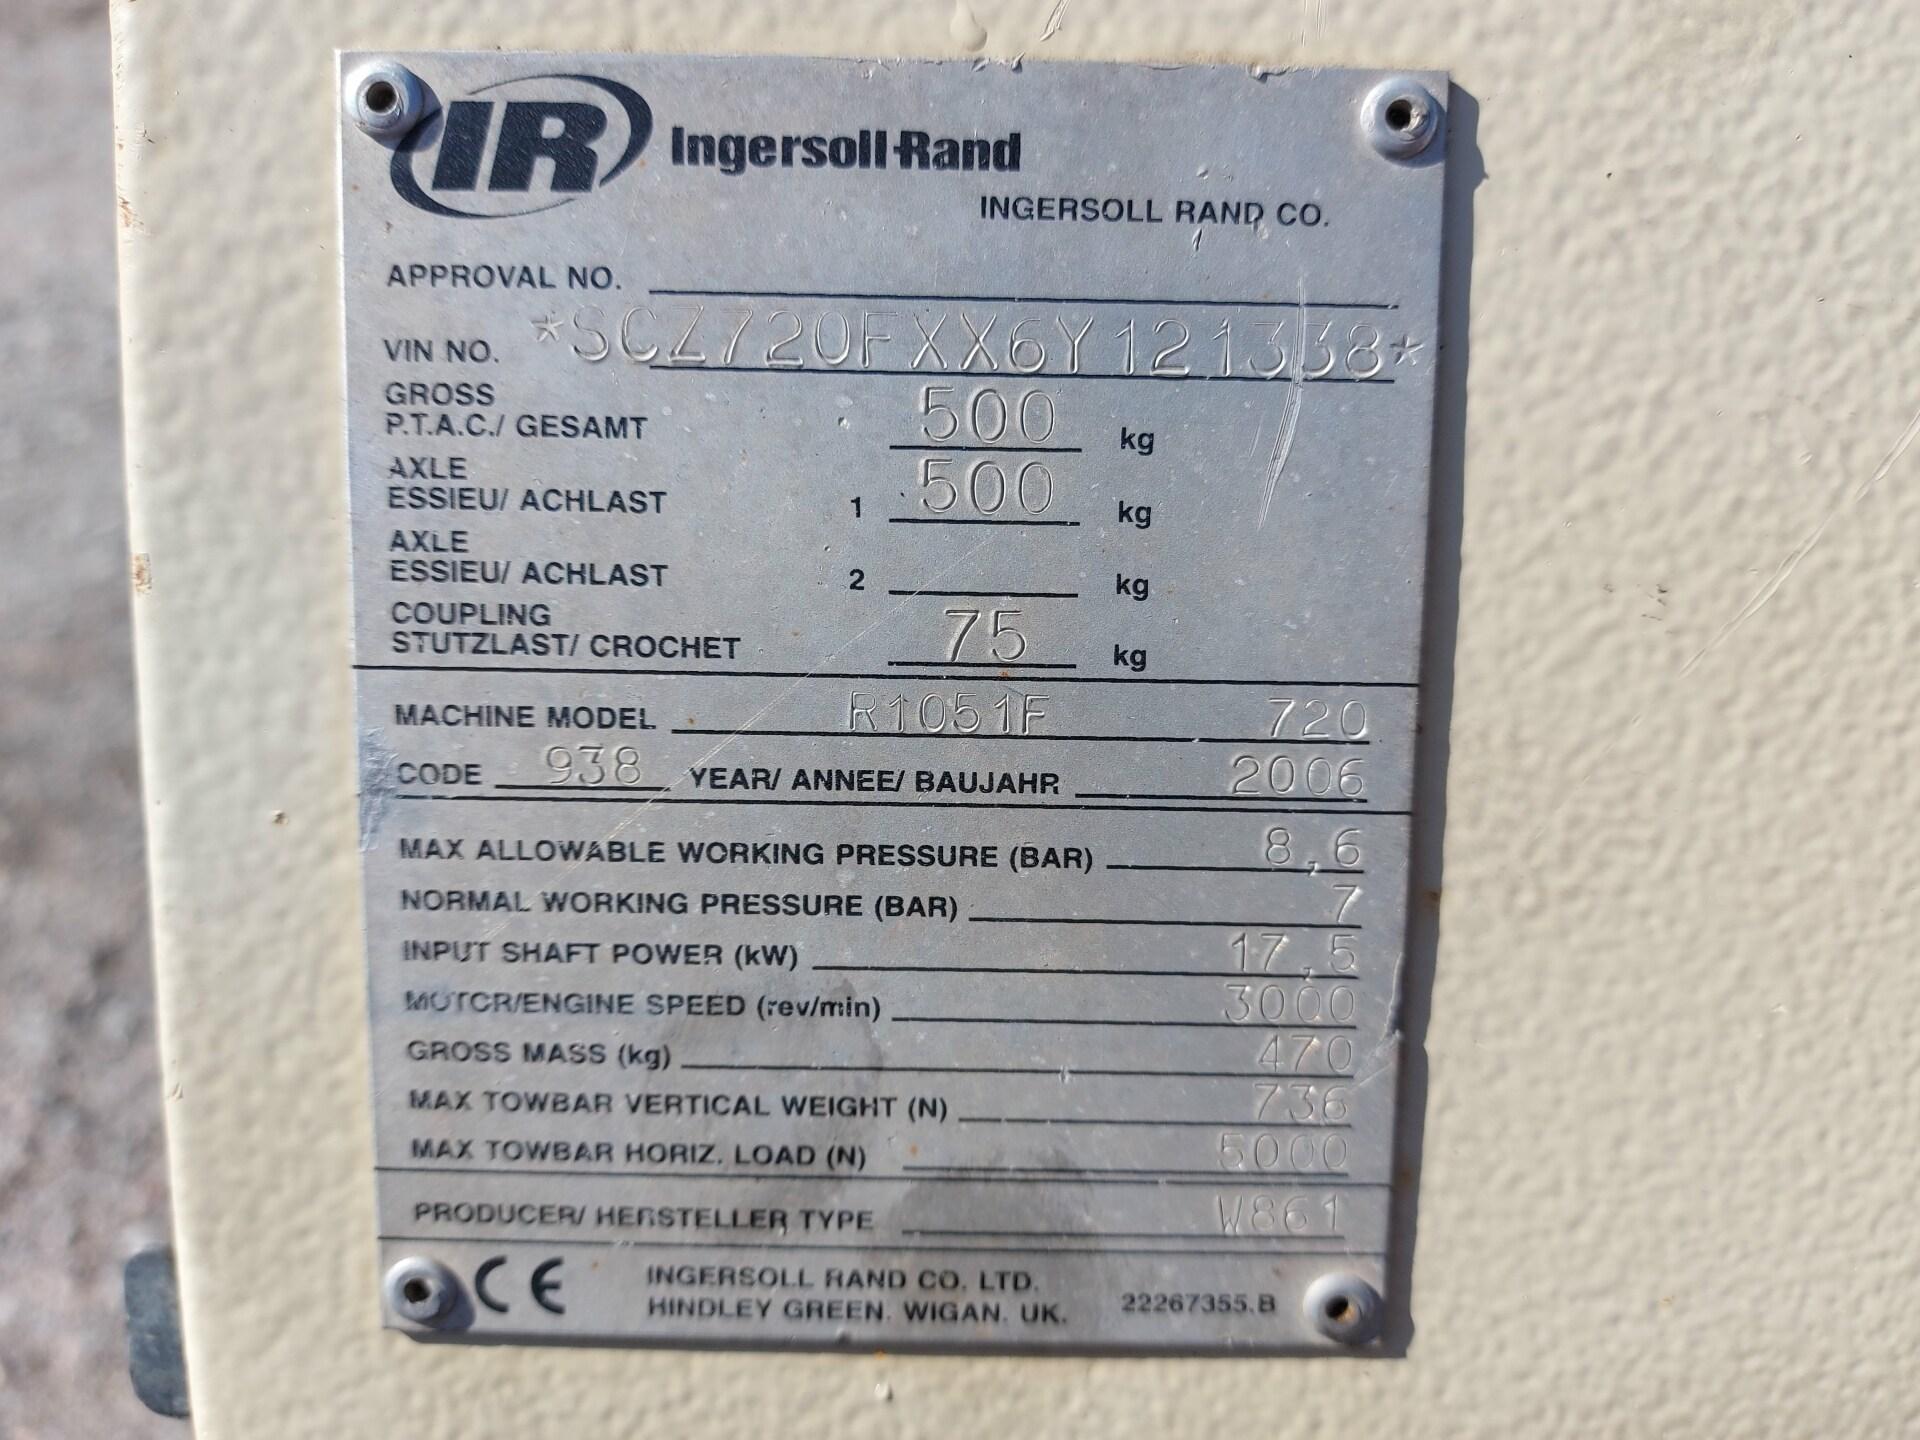 IR Ingersoll-Rand
INGERSOLL RAND CO.
APPROVAL NO.
VIN NO. *SCZ720FXX6Y121338*
GROSS
P.T.A.C./ GESAMT 500 kg
AXLE
ESSIEU/ ACHLAST 1 500 kg
AXLE
ESSIEU/ ACHLAST 2 kg
COUPLING
STUTZLAST/ CROCHET 75 kg
MACHINE MODEL R1051F 720
CODE 938 YEAR/ ANNEE/ BAUJAHR 2006
MAX ALLOWABLE WORKING PRESSURE (BAR) 8,6
NORMAL WORKING PRESSURE (BAR) 7
INPUT SHAFT POWER (kW) 17,5
MOTOR/ENGINE SPEED (rev/min) 3000
GROSS MASS (kg) 470
MAX TOWBAR VERTICAL WEIGHT (N) 736
MAX TOWBAR HORIZ. LOAD (N) 5000
PRODUCER/ HERSTELLER TYPE W861
CE INGERSOLL RAND CO. LTD.
HINDLEY GREEN. WIGAN. UK. 22267355.B